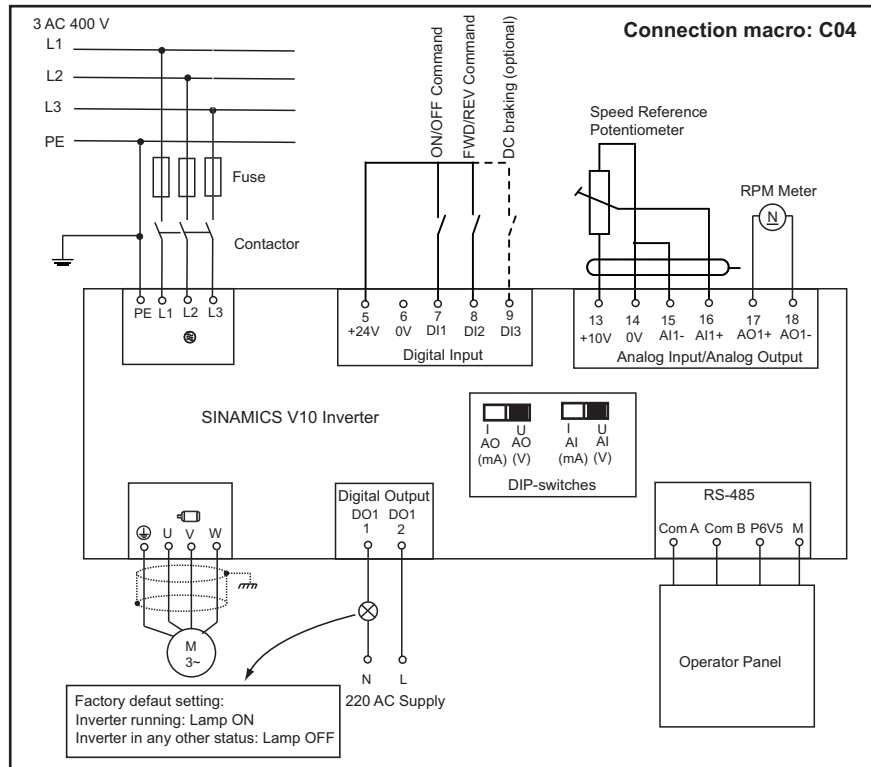 3 AC 400 V
Connection macro: C04
L1
L2
L3
PE
Fuse
Contactor
ON/OFF Command
FWD/REV Command
DC braking (optional)
Speed Reference
Potentiometer
RPM Meter
N
PE L1 L2 L3
5 6 7 8 9
+24V 0V DI1 DI2 DI3
Digital Input
13 14 15 16 17 18
+10V 0V AI1- AI1+ AO1+ AO1-
Analog Input/Analog Output
SINAMICS V10 Inverter
I U I U
AO AO AI AI
(mA) (V) (mA) (V)
DIP-switches
U V W
Digital Output
DO1 DO1
1 2
RS-485
Com A Com B P6V5 M
M
3~
N L
220 AC Supply
Operator Panel
Factory defaut setting:
Inverter running: Lamp ON
Inverter in any other status: Lamp OFF